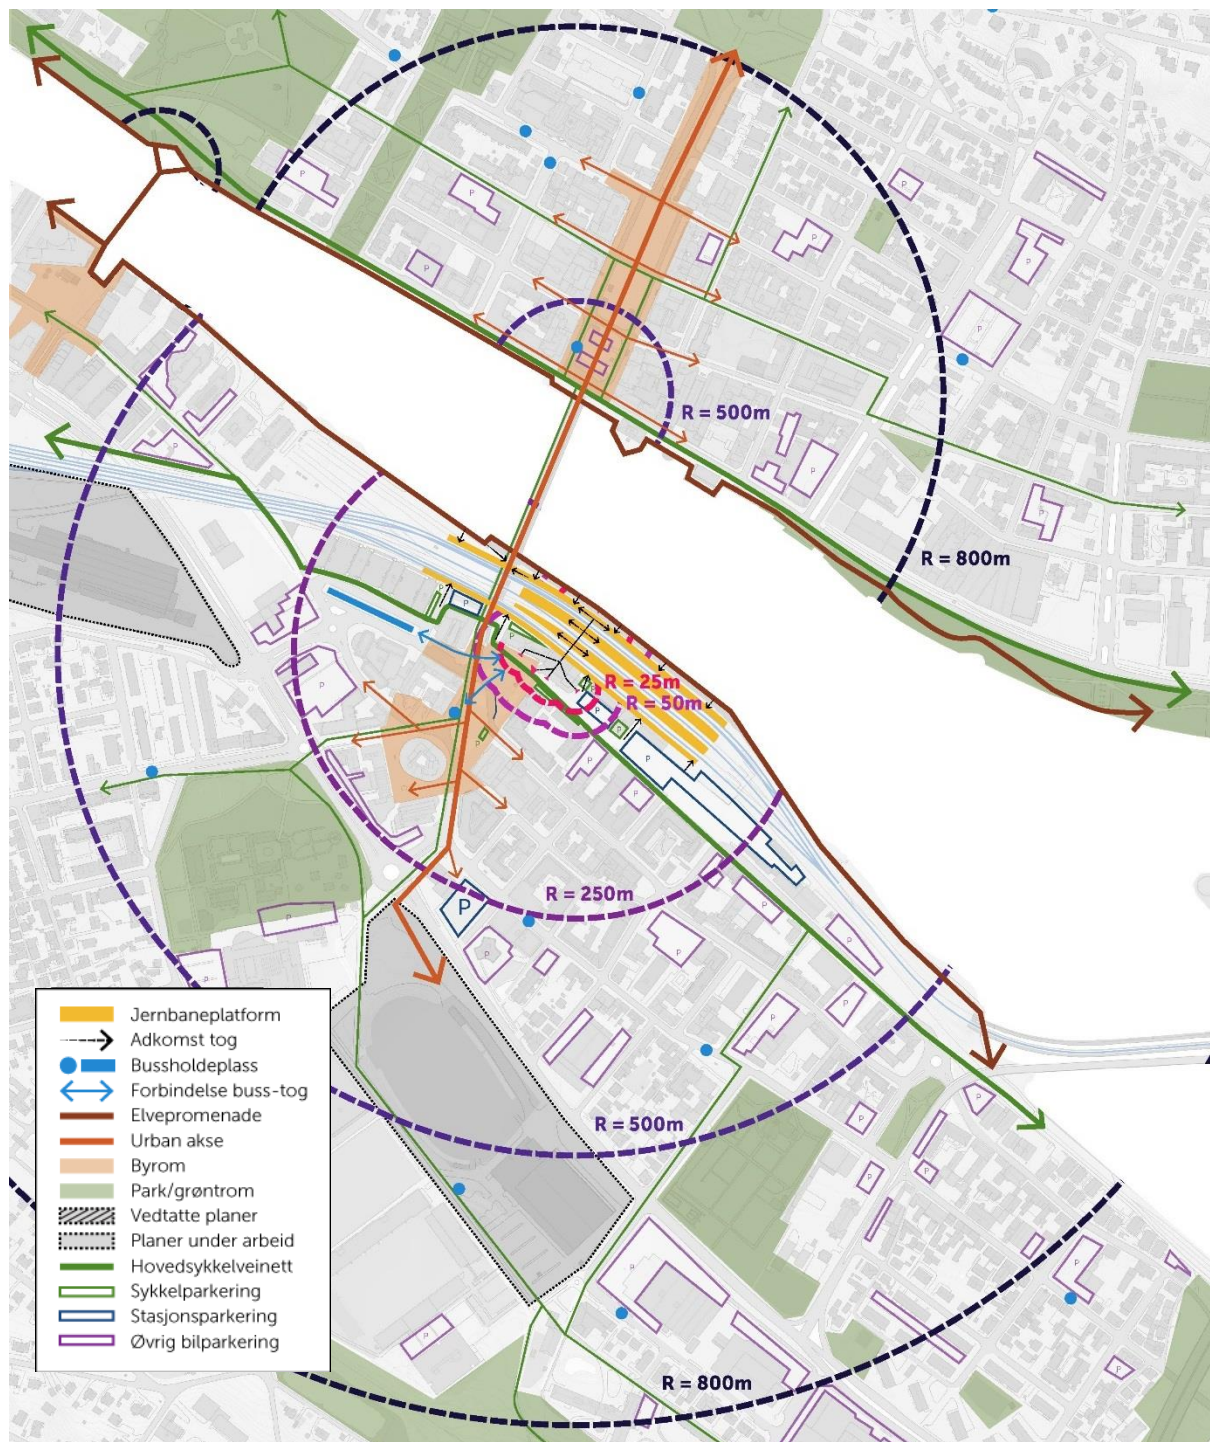 P
P
P
P
P
P
P
P
R = 500m
P
P
P
R = 800m
P
P
P
P
R = 25m
R = 50m
P
P
P
P
P
P
R = 250m
P
P
P
P
P
P
P
P
P
R = 500m
P
P
P
P
P
P
P
R = 800m
Jernbaneplatform
Adkomst tog
Bussholdeplass
Forbindelse buss-tog
Elvepromenade
Urban akse
Byrom
Park/grøntrom
Vedtatte planer
Planer under arbeid
Hovedsykkelveinett
Sykkelparkering
Stasjonsparkering
Øvrig bilparkering